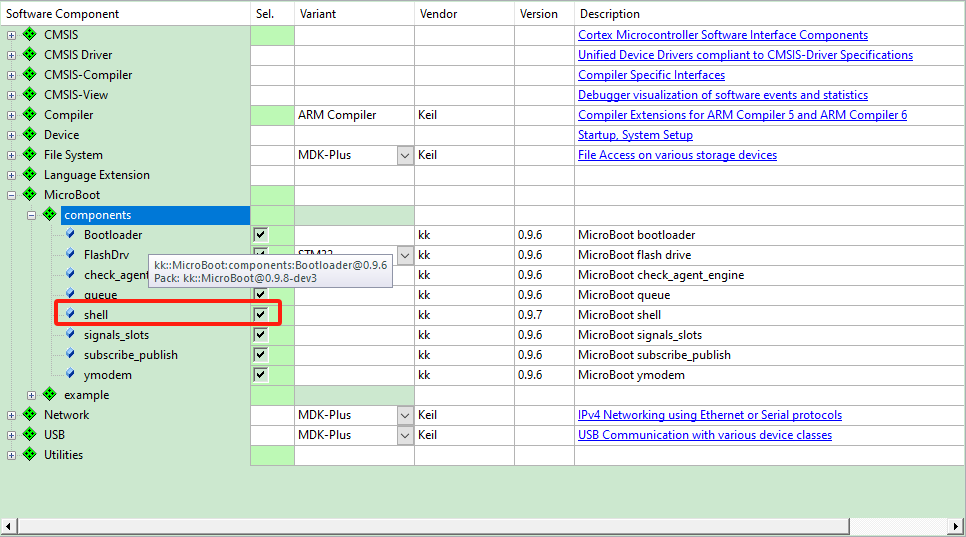 Software Component Sel. Variant Vendor Version Description
CMSIS Cortex Microcontroller Software Interface Components
CMSIS Driver Unified Device Drivers compliant to CMSIS-Driver Specifications
CMSIS-Compiler Compiler Specific Interfaces
CMSIS-View Debugger visualization of software events and statistics
Compiler ARM Compiler Keil Compiler Extensions for ARM Compiler 5 and ARM Compiler 6
Device Startup, System Setup
File System MDK-Plus Keil File Access on various storage devices
Language Extension
MicroBoot
components
Bootloader kk 0.9.6 MicroBoot bootloader
FlashDrv kk 0.9.6 MicroBoot flash drive
kk::MicroBoot:components:Bootloader@0.9.6
check_agent kk 0.9.6 MicroBoot check_agent_engine
Pack: kk::MicroBoot@0.9.8-dev3
queue kk 0.9.6 MicroBoot queue
shell kk 0.9.7 MicroBoot shell
signals_slots kk 0.9.6 MicroBoot signals_slots
subscribe_publish kk 0.9.6 MicroBoot subscribe_publish
ymodem kk 0.9.6 MicroBoot ymodem
example
Network MDK-Plus Keil IPv4 Networking using Ethernet or Serial protocols
USB MDK-Plus Keil USB Communication with various device classes
Utilities